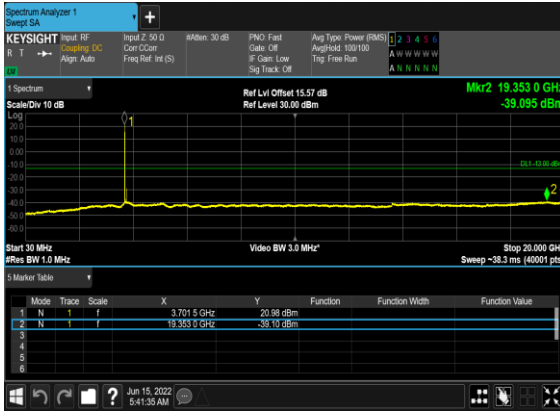 Spectrum Analyzer 1
Swept SA
+
KEYSIGHT Input: RF Input Z: 50 Ω #Atten: 30 dB PNO: Fast Avg Type: Power (RMS) 1 2 3 4 5 6
R T Coupling: DC Corr CCorr Gate: Off Avg|Hold: 100/100 A W W W W W
Align: Auto Freq Ref: Int (S) IF Gain: Low Trig: Free Run
Sig Track: Off A N N N N N
1 Spectrum Ref Lvl Offset 15.57 dB Mkr2 19.353 0 GHz
Scale/Div 10 dB Ref Level 30.00 dBm -39.095 dBm
Log
20.0
10.0
0.00
-10.0 DL1 -13.00 dBm
-20.0
-30.0
-40.0
-50.0
-60.0
1
2
Start 30 MHz Video BW 3.0 MHz* Stop 20.000 GHz
#Res BW 1.0 MHz Sweep ~38.3 ms (40001 pts)
5 Marker Table
Mode Trace Scale X Y Function Function Width Function Value
1 N 1 f 3.701 5 GHz 20.98 dBm
2 N 1 f 19.353 0 GHz -39.10 dBm
3
4
5
6
? Jun 15, 2022
5:41:35 AM